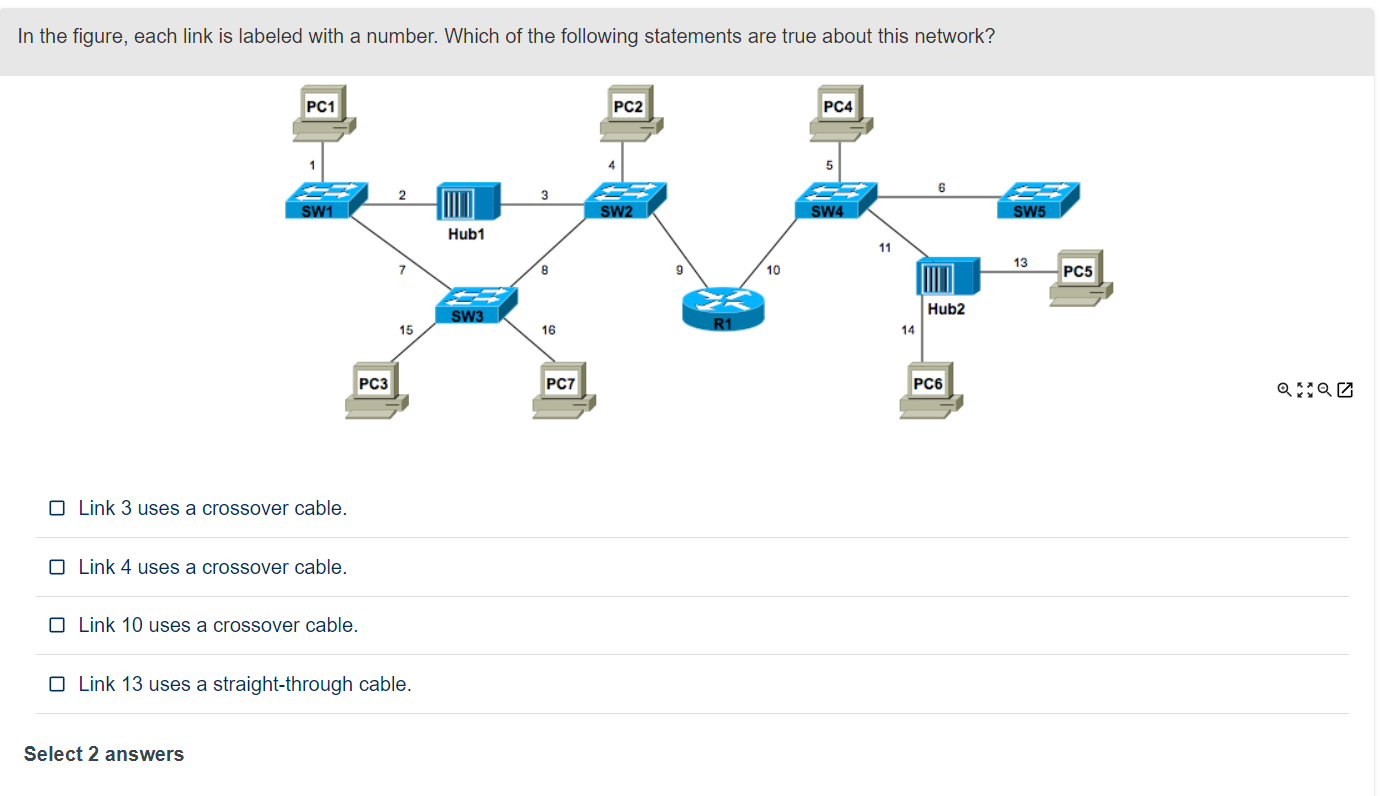 In the figure, each link is labeled with a number. Which of the following statements are true about this network?
PC1
PC2
PC4
1
4
5
2
3
6
SW1
SW2
SW4
SW5
Hub1
11
7
8
9
10
13
PC5
SW3
R1
Hub2
15
16
14
PC3
PC7
PC6
Link 3 uses a crossover cable.
Link 4 uses a crossover cable.
Link 10 uses a crossover cable.
Link 13 uses a straight-through cable.
Select 2 answers